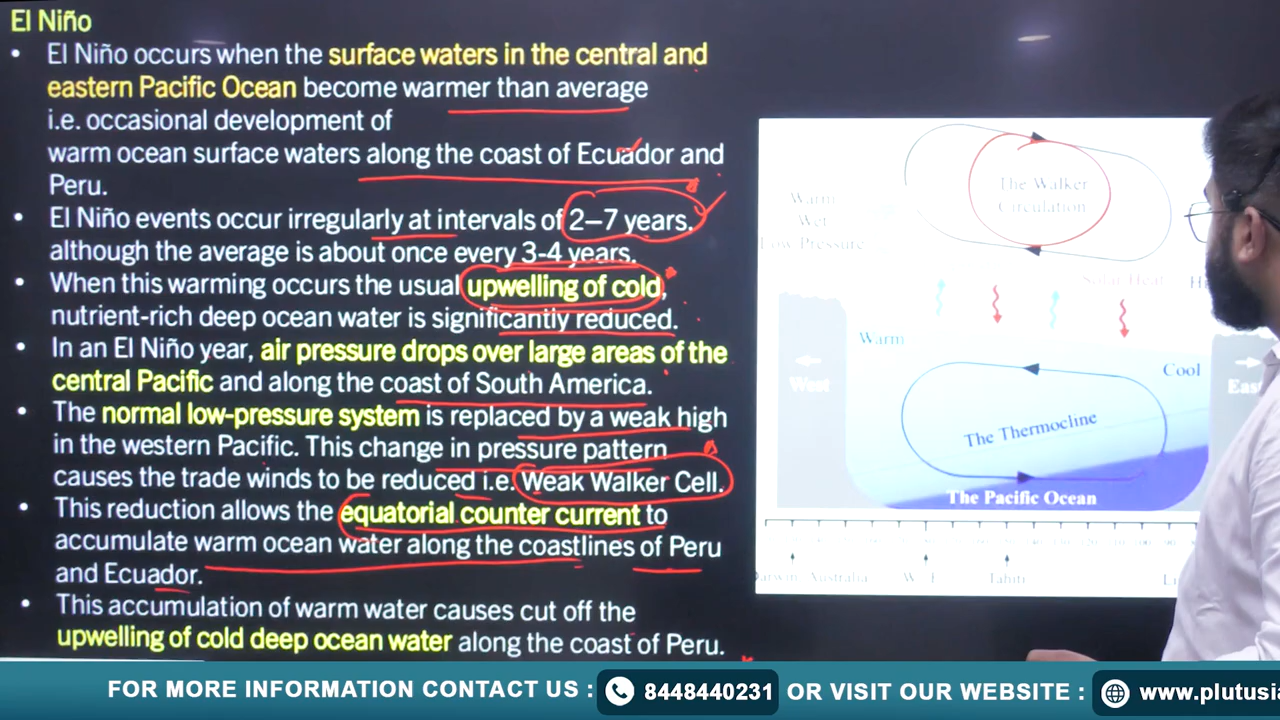 El Niño
• El Niño occurs when the surface waters in the central and
eastern Pacific Ocean become warmer than average
i.e. occasional development of
warm ocean surface waters along the coast of Ecuador and
Peru.
• El Niño events occur irregularly at intervals of 2–7 years.
although the average is about once every 3-4 years.
• When this warming occurs the usual upwelling of cold,
nutrient-rich deep ocean water is significantly reduced.
• In an El Niño year, air pressure drops over large areas of the
central Pacific and along the coast of South America.
• The normal low-pressure system is replaced by a weak high
in the western Pacific. This change in pressure pattern
causes the trade winds to be reduced i.e. Weak Walker Cell.
• This reduction allows the equatorial counter current to
accumulate warm ocean water along the coastlines of Peru
and Ecuador.
• This accumulation of warm water causes cut off the
upwelling of cold deep ocean water along the coast of Peru.
The Walker
Circulation
Warm
Wet
Low Pressure
Solar Heat
Warm
Cool
West
East
The Thermocline
The Pacific Ocean
Australia
Tahiti
FOR MORE INFORMATION CONTACT US : 8448440231 OR VISIT OUR WEBSITE : www.plutusia